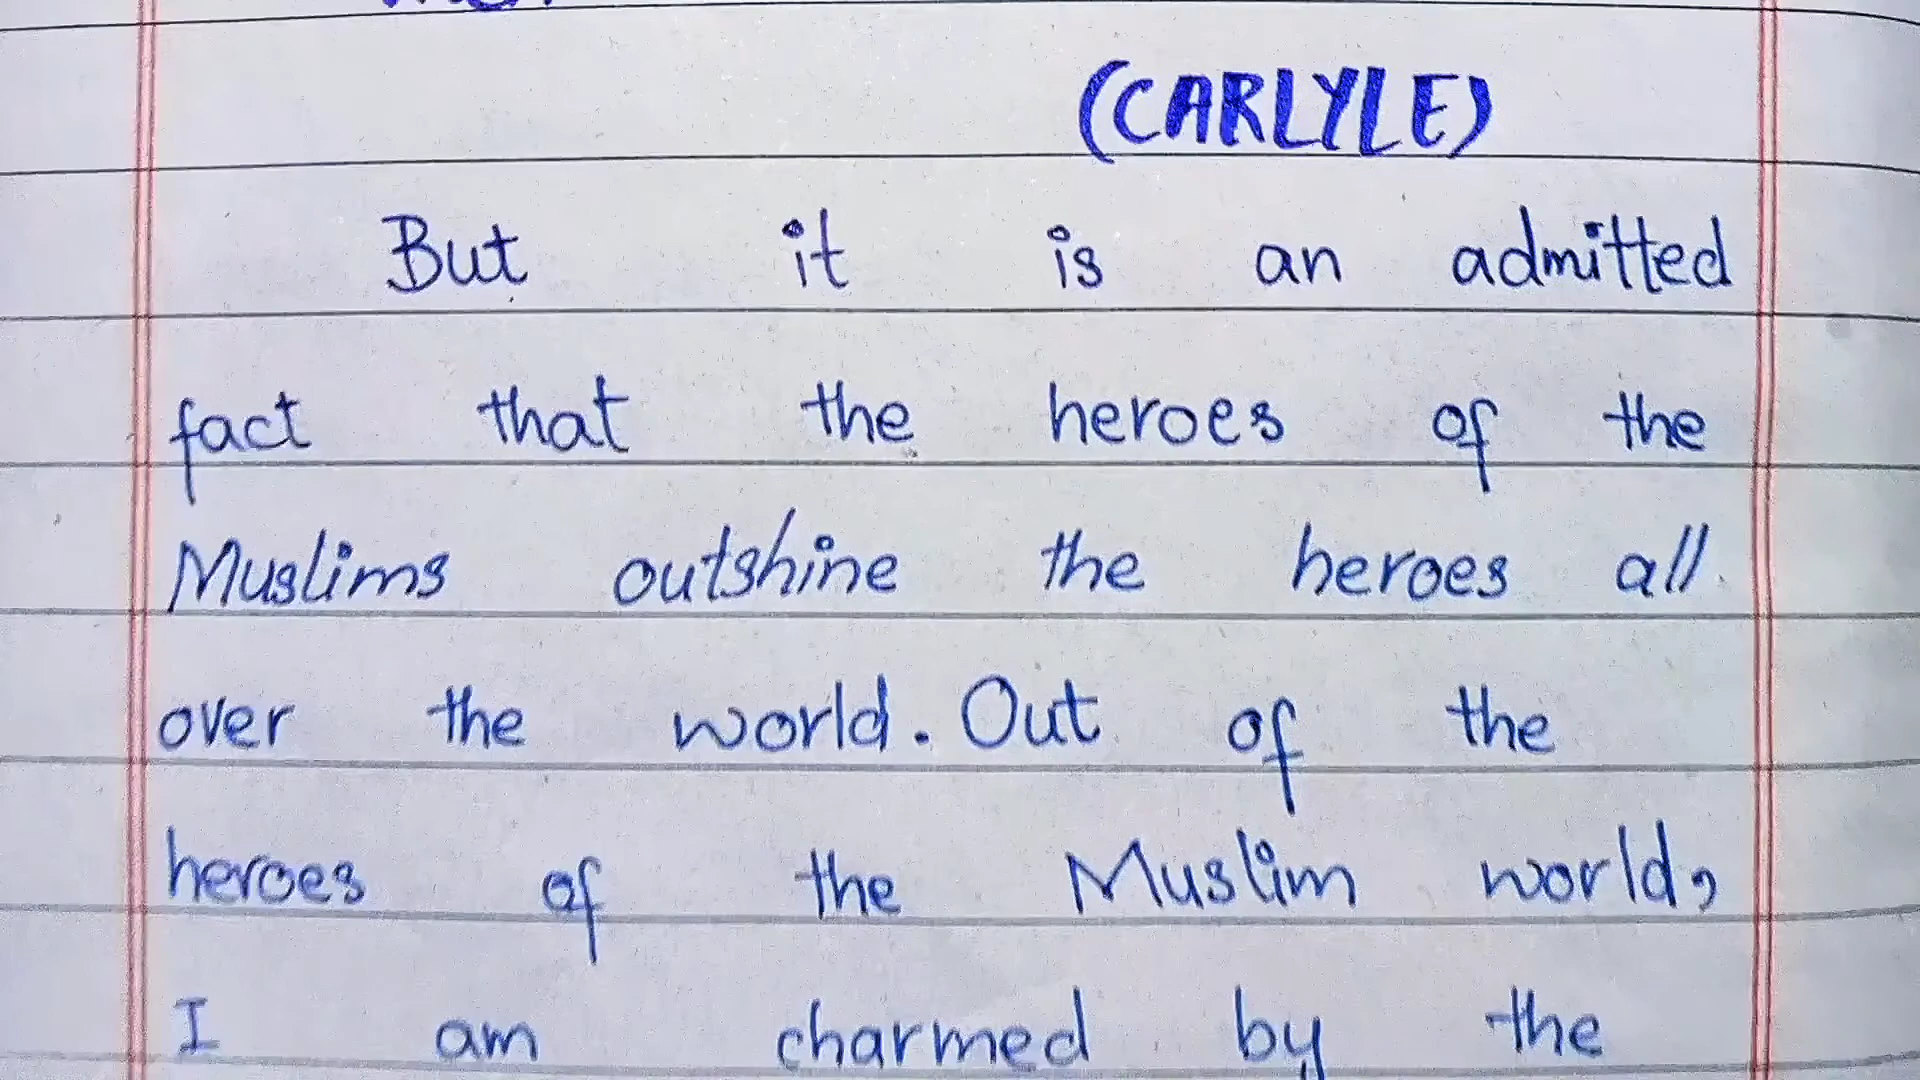 (CARLYLE)
But it is an admitted
fact that the heroes of the
Muslims outshine the heroes all
over the world. Out of the
heroes of the Muslim world,
I am charmed by the